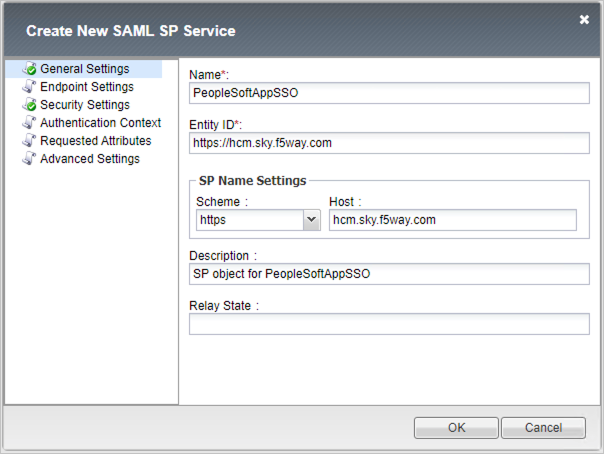 Create New SAML SP Service
General Settings
Endpoint Settings
Security Settings
Authentication Context
Requested Attributes
Advanced Settings
Name*:
PeopleSoftAppSSO
Entity ID*:
https://hcm.sky.f5way.com
SP Name Settings
Scheme : Host :
https hcm.sky.f5way.com
Description :
SP object for PeopleSoftAppSSO
Relay State :
OK Cancel